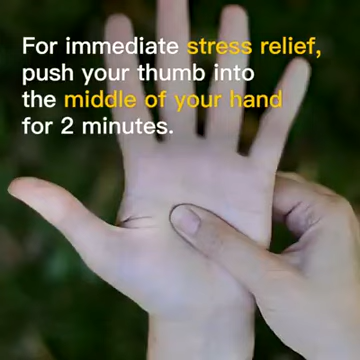 For immediate stress relief,
push your thumb into
the middle of your hand
for 2 minutes.